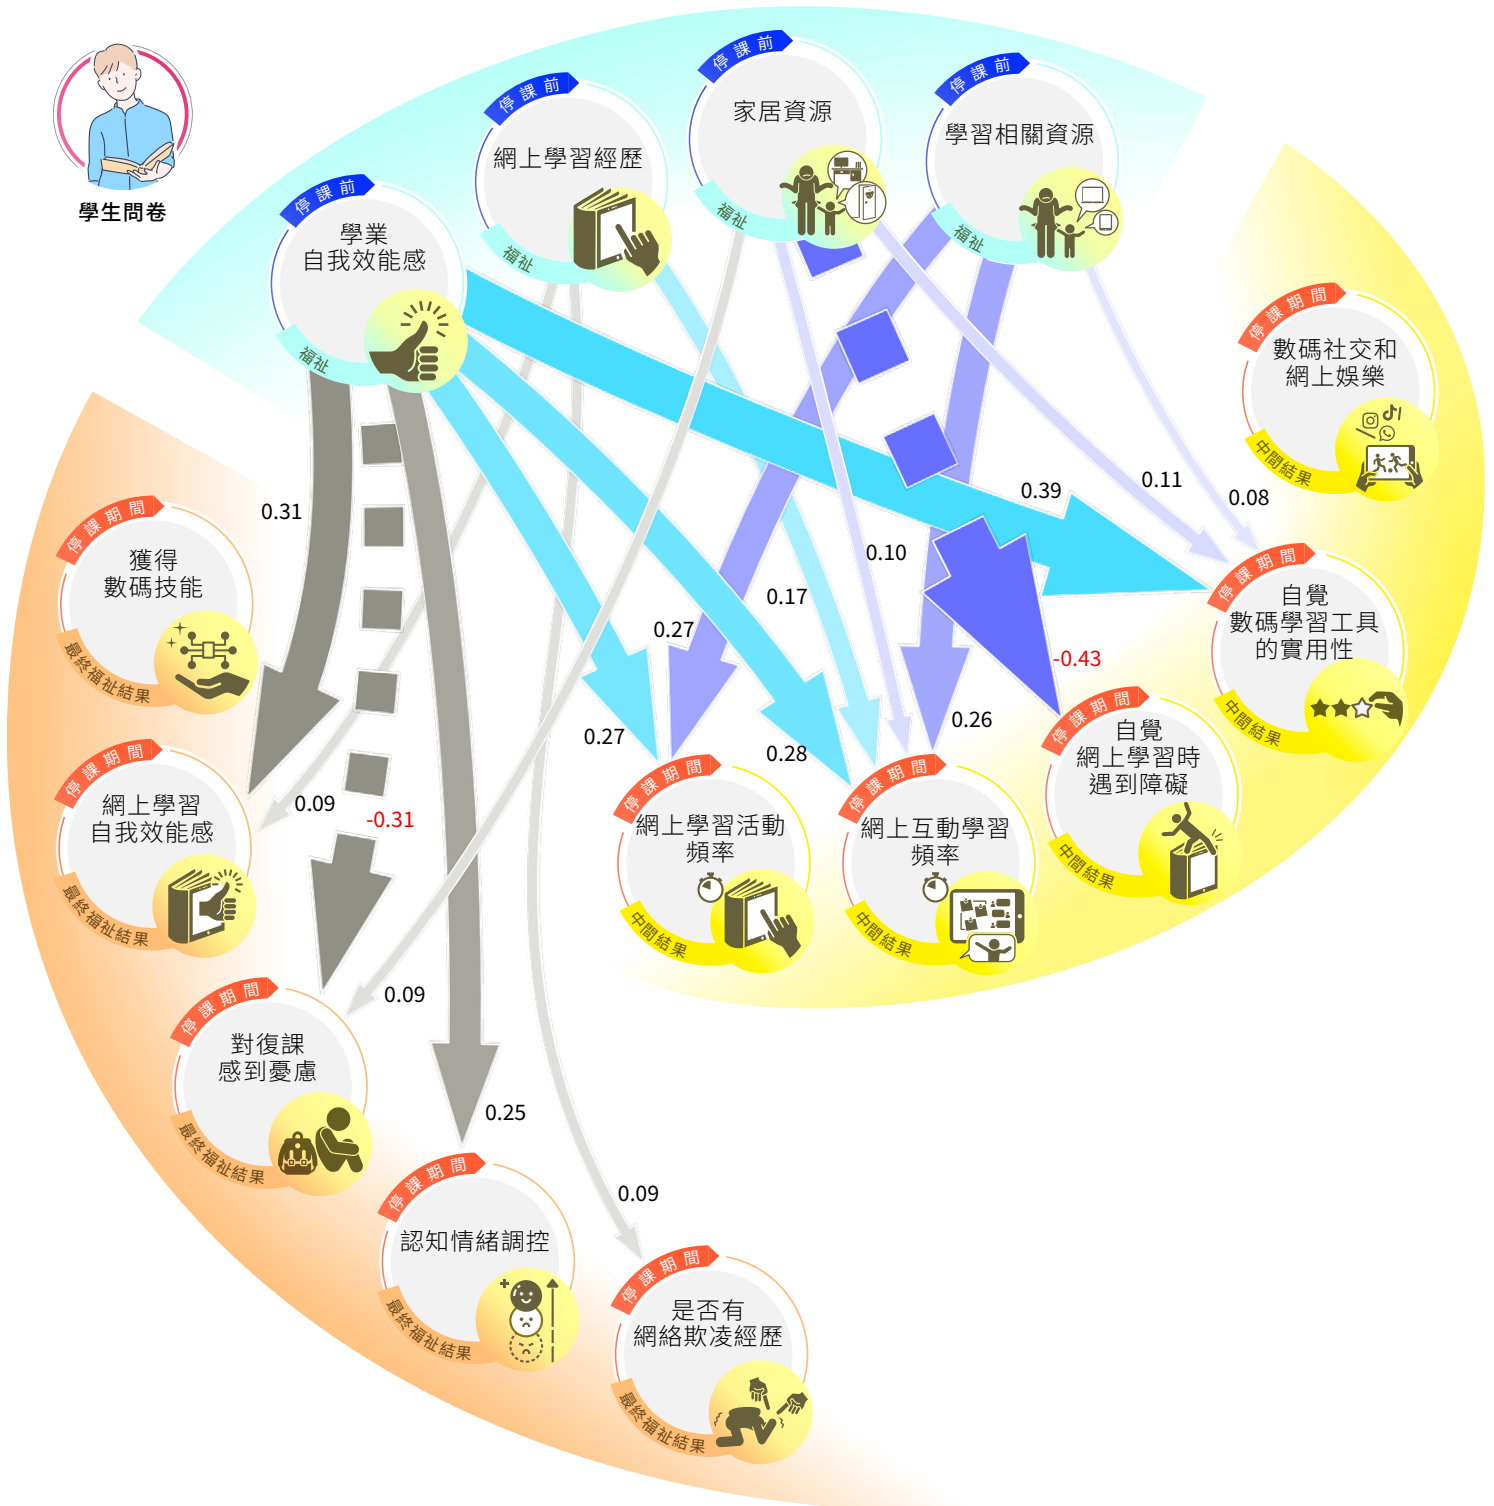 學生問卷
停課前
學業
自我效能感
福祉
停課前
網上學習經歷
福祉
停課前
家居資源
福祉
停課前
學習相關資源
福祉
停課期間
數碼社交和
網上娛樂
中間結果
停課期間
自覺
數碼學習工具
的實用性
中間結果
停課期間
自覺
網上學習時
遇到障礙
中間結果
停課期間
網上互動學習
頻率
中間結果
停課期間
網上學習活動
頻率
中間結果
停課期間
獲得
數碼技能
最終福祉結果
停課期間
網上學習
自我效能感
最終福祉結果
停課期間
對復課
感到憂慮
最終福祉結果
停課期間
認知情緒調控
最終福祉結果
停課期間
是否有
網絡欺凌經歷
最終福祉結果
0.31
0.39
0.11
0.08
0.10
0.17
0.27
-0.43
0.26
0.27
0.28
0.09
-0.31
0.09
0.25
0.09